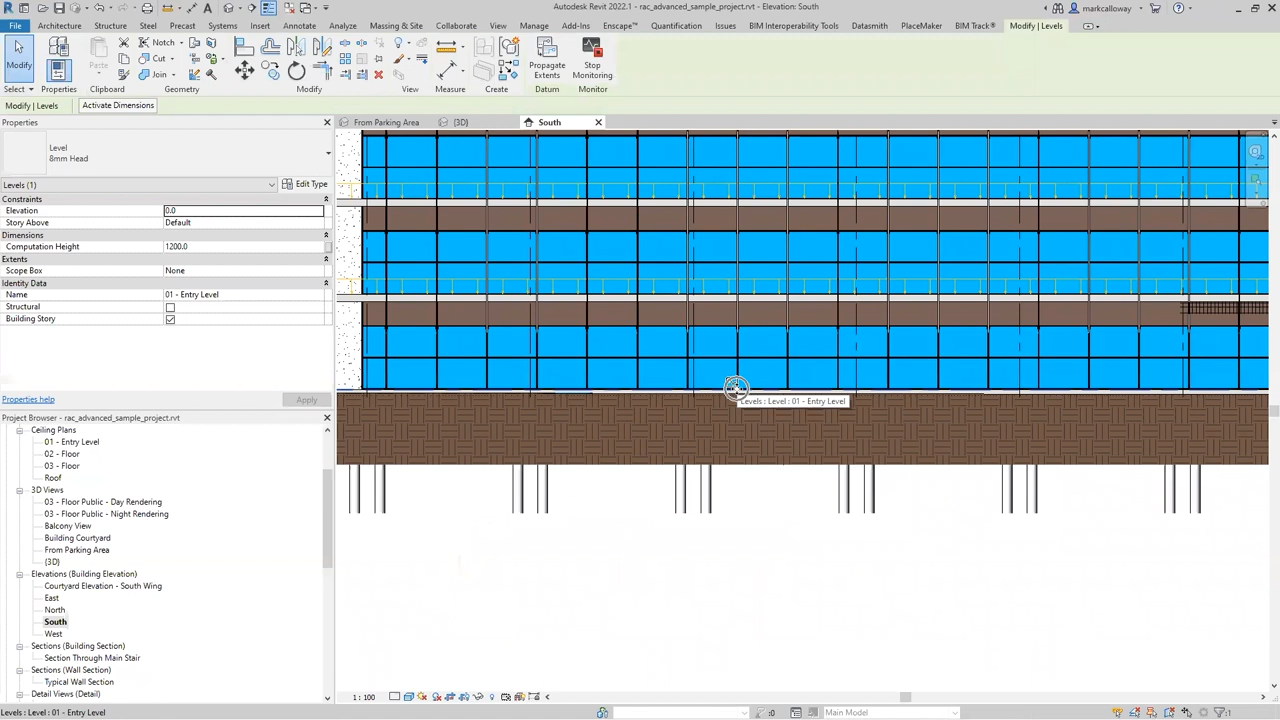 Autodesk Revit 2022.1 - rac_advanced_sample_project.rvt - Elevation: South
markcalloway
File Architecture Structure Steel Precast Systems Insert Annotate Analyze Massing & Site Collaborate View Manage Add-Ins Enscape™ Quantification Issues BIM Interoperability Tools Datasmith PlaceMaker BIM Track® Modify | Levels
Notch
Cut
Join
Modify
Paste
Propagate Extents
Stop Monitoring
Select Properties Clipboard Geometry Modify View Measure Create Datum Monitor
Modify | Levels Activate Dimensions
Properties
From Parking Area {3D} South
Level
8mm Head
Levels (1) Edit Type
Constraints
Elevation 0.0
Story Above Default
Dimensions
Computation Height 1200.0
Extents
Scope Box None
Identity Data
Name 01 - Entry Level
Structural
Building Story
Properties help Apply
Levels : Level : 01 - Entry Level
Project Browser - rac_advanced_sample_project.rvt
Ceiling Plans
01 - Entry Level
02 - Floor
03 - Floor
Roof
3D Views
03 - Floor Public - Day Rendering
03 - Floor Public - Night Rendering
Balcony View
Building Courtyard
From Parking Area
{3D}
Elevations (Building Elevation)
Courtyard Elevation - South Wing
East
North
South
West
Sections (Building Section)
Section Through Main Stair
Sections (Wall Section)
Typical Wall Section
Detail Views (Detail)
1 : 100
Levels : Level : 01 - Entry Level
:0
Main Model
:1